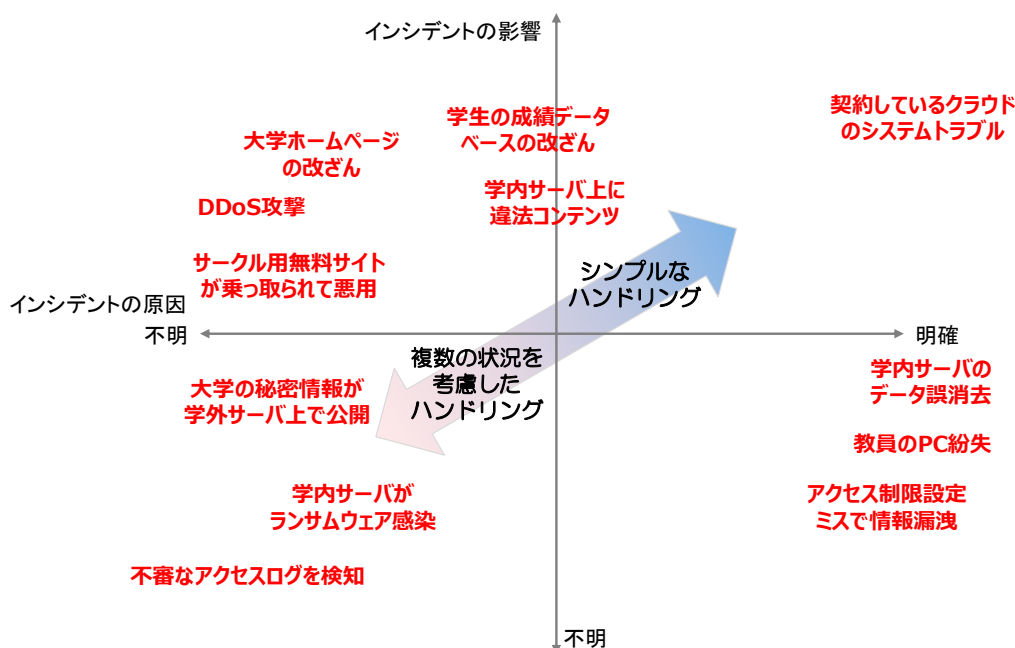 インシデントの影響
契約しているクラウド
のシステムトラブル
学生の成績データ
ベースの改ざん
大学ホームページ
の改ざん
学内サーバ上に
違法コンテンツ
DDoS攻撃
サークル用無料サイト
が乗っ取られて悪用
シンプルな
ハンドリング
インシデントの原因
不明
明確
複数の状況を
考慮した
ハンドリング
大学の秘密情報が
学外サーバ上で公開
学内サーバの
データ誤消去
教員のPC紛失
学内サーバが
ランサムウェア感染
アクセス制限設定
ミスで情報漏洩
不審なアクセスログを検知
不明